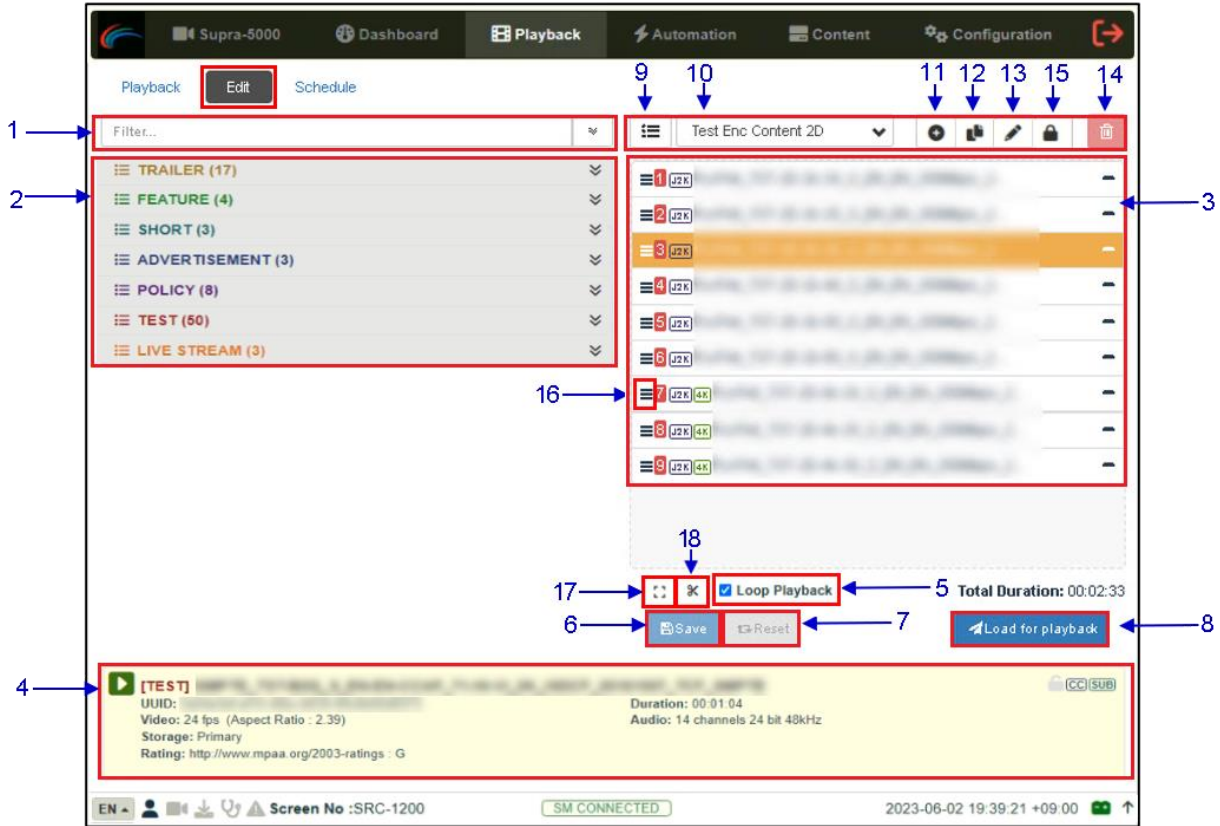 Supra-5000 Dashboard Playback Automation Content Configuration
Playback Edit Schedule
9 10 11 12 13 15 14
1 Filter... Test Enc Content 2D
2 TRAILER (17)
FEATURE (4)
SHORT (3)
ADVERTISEMENT (3)
POLICY (8)
TEST (50)
LIVE STREAM (3)
1 J2K
2 J2K 3
3 J2K
4 J2K
5 J2K
6 J2K
16 7 J2K 4K
8 J2K 4K
9 J2K 4K
18
17 Loop Playback 5 Total Duration: 00:02:33
6 Save Reset 7 Load for playback 8
4 [TEST] CC SUB
UUID: Duration: 00:01:04
Video: 24 fps (Aspect Ratio : 2.39) Audio: 14 channels 24 bit 48kHz
Storage: Primary
Rating: http://www.mpaa.org/2003-ratings : G
EN Screen No :SRC-1200 SM CONNECTED 2023-06-02 19:39:21 +09:00